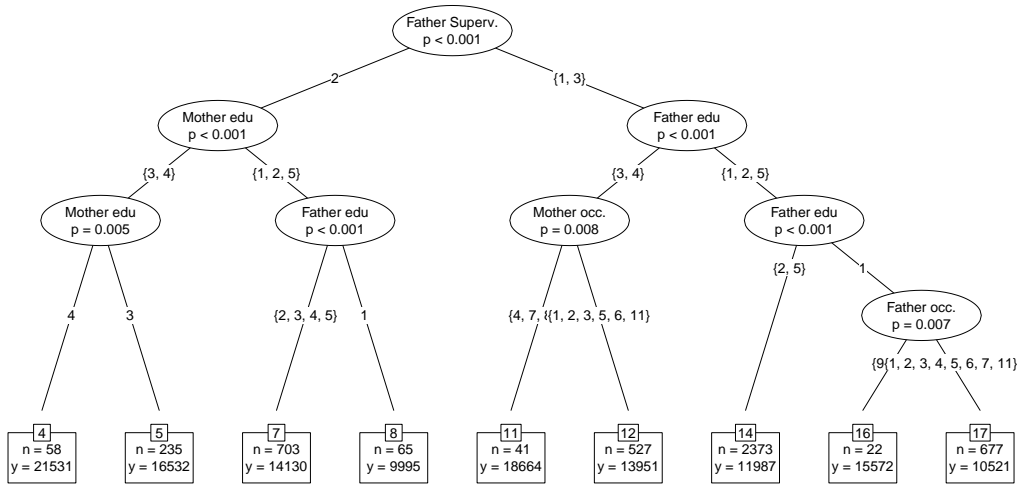 Father Superv.
p < 0.001
2
{1, 3}
Mother edu
p < 0.001
Father edu
p < 0.001
{3, 4}
{1, 2, 5}
{3, 4}
{1, 2, 5}
Mother edu
p = 0.005
Father edu
p < 0.001
Mother occ.
p = 0.008
Father edu
p < 0.001
{2, 5}
1
4
3
{2, 3, 4, 5}
1
{4, 7,
{1, 2, 3, 5, 6, 11}
Father occ.
p = 0.007
{9
{1, 2, 3, 4, 5, 6, 7, 11}
4
n = 58
y = 21531
5
n = 235
y = 16532
7
n = 703
y = 14130
8
n = 65
y = 9995
11
n = 41
y = 18664
12
n = 527
y = 13951
14
n = 2373
y = 11987
16
n = 22
y = 15572
17
n = 677
y = 10521